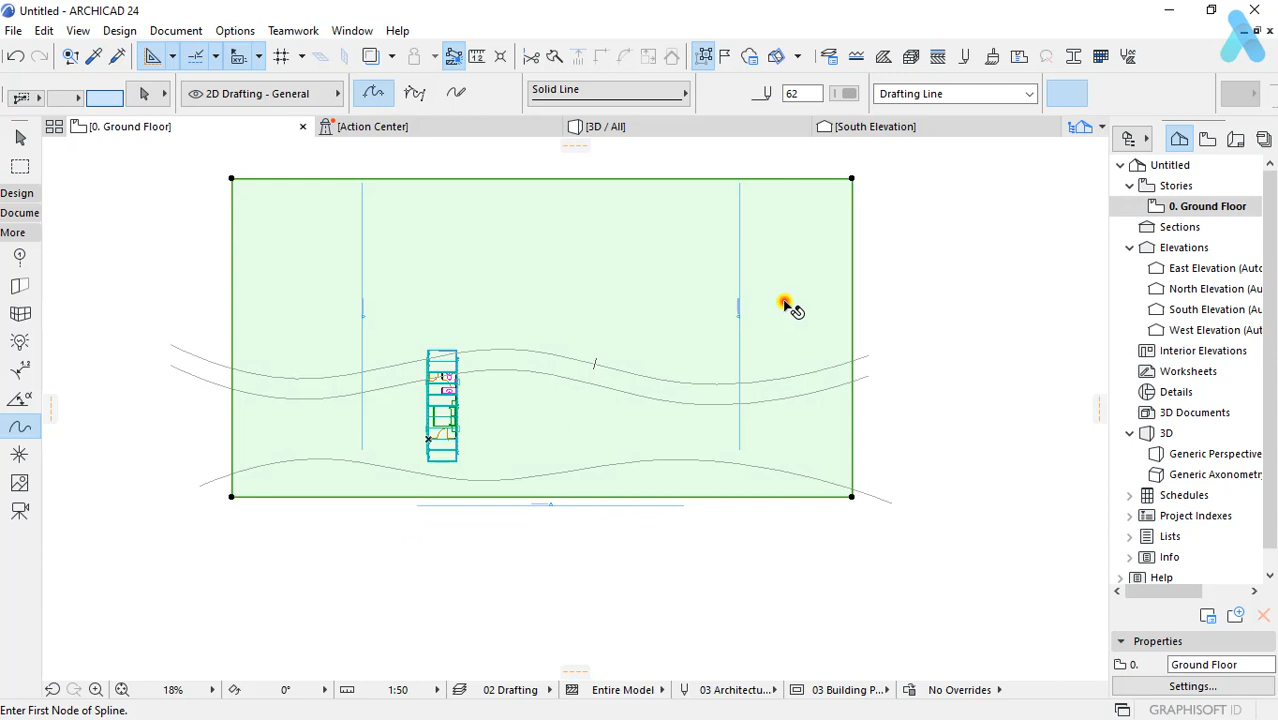 Untitled - ARCHICAD 24
File Edit View Design Document Options Teamwork Window Help
2D Drafting - General
Solid Line
62
Drafting Line
[0. Ground Floor]
[Action Center]
[3D / All]
[South Elevation]
Design
Docume
More
Untitled
Stories
0. Ground Floor
Sections
Elevations
East Elevation (Auto
North Elevation (Au
South Elevation (Au
West Elevation (Aut
Interior Elevations
Worksheets
Details
3D Documents
3D
Generic Perspective
Generic Axonometr
Schedules
Project Indexes
Lists
Info
Help
Properties
0.
Ground Floor
Settings...
18%
0°
1:50
02 Drafting
Entire Model
03 Architectu...
03 Building P...
No Overrides
Enter First Node of Spline.
GRAPHISOFT ID